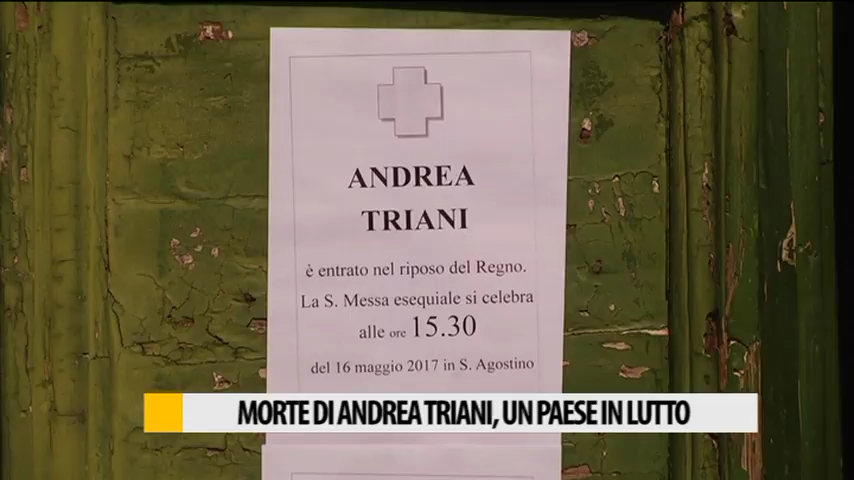 ANDREA
TRIANI
è entrato nel riposo del Regno.
La S. Messa esequiale si celebra
alle ore 15.30
del 16 maggio 2017 in S. Agostino
MORTE DI ANDREA TRIANI, UN PAESE IN LUTTO